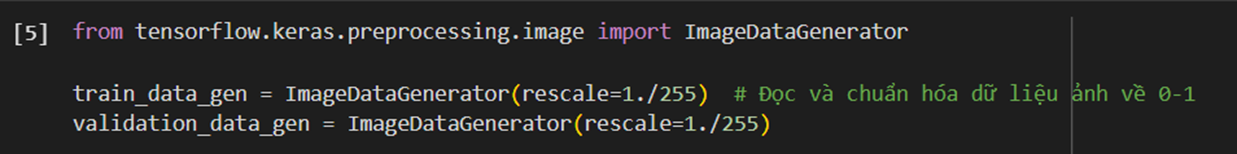 [5] from tensorflow.keras.preprocessing.image import ImageDataGenerator
train_data_gen = ImageDataGenerator(rescale=1./255)  # Đọc và chuẩn hóa dữ liệu ảnh về 0-1
validation_data_gen = ImageDataGenerator(rescale=1./255)